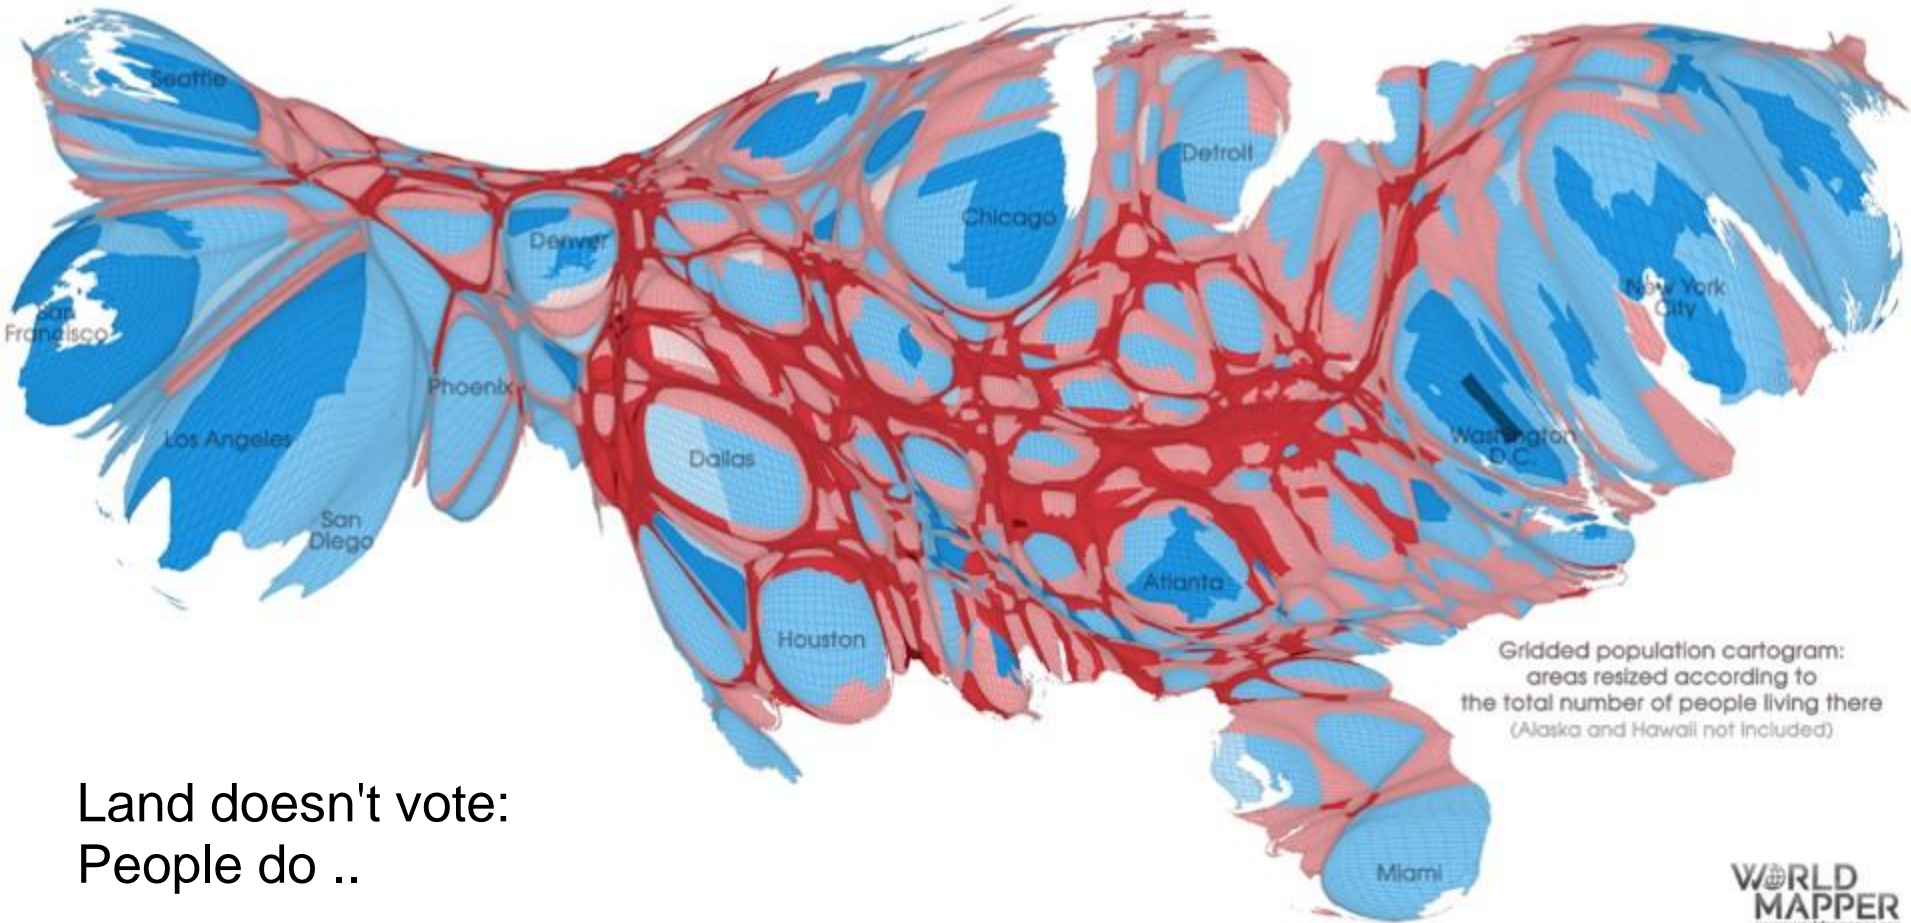 Seattle
Detroit
Chicago
Denver
New York
City
San
Francisco
Phoenix
Los Angeles
Washington
D.C.
Dallas
San
Diego
Atlanta
Houston
Gridded population cartogram:
areas resized according to
the total number of people living there
(Alaska and Hawaii not included)
Land doesn't vote:
People do ..
Miami
WORLD
MAPPER